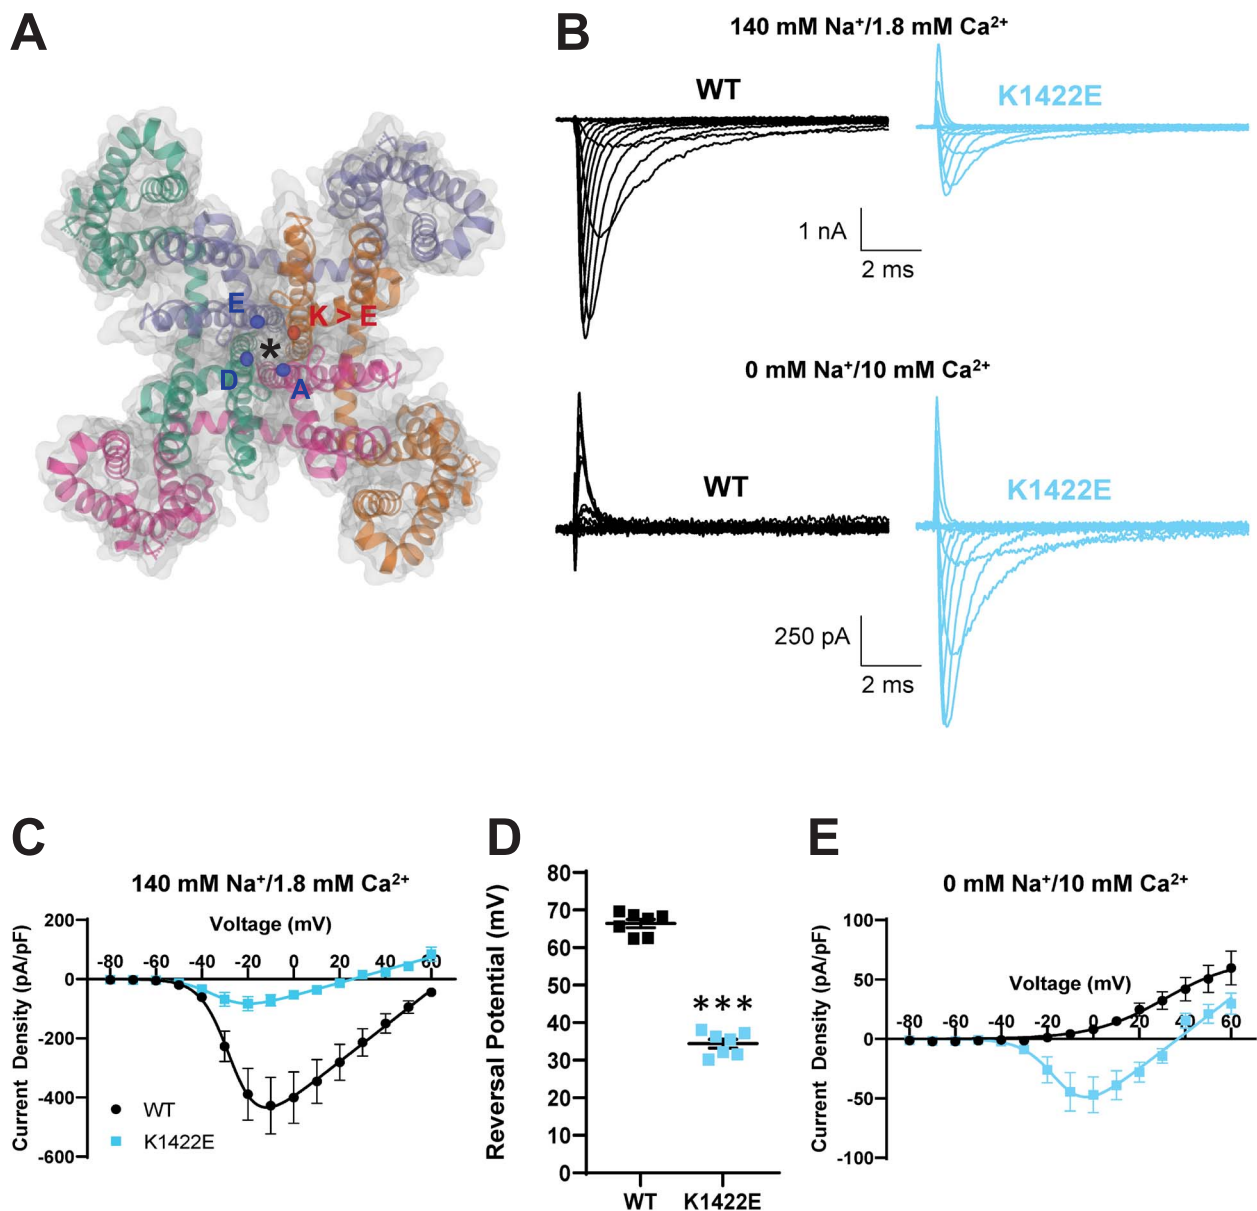 A
B
140 mM Na⁺/1.8 mM Ca²⁺
WT
K1422E
1 nA
2 ms
E
K > E
*
D
A
0 mM Na⁺/10 mM Ca²⁺
WT
K1422E
250 pA
2 ms
C
140 mM Na⁺/1.8 mM Ca²⁺
Voltage (mV)
Current Density (pA/pF)
200
0
-200
-400
-600
-80 -60 -40 -20 0 20 40 60
WT
K1422E
D
Reversal Potential (mV)
80
70
60
50
40
30
20
10
0
***
WT K1422E
E
0 mM Na⁺/10 mM Ca²⁺
Voltage (mV)
Current Density (pA/pF)
100
50
0
-50
-100
-80 -60 -40 -20 20 40 60